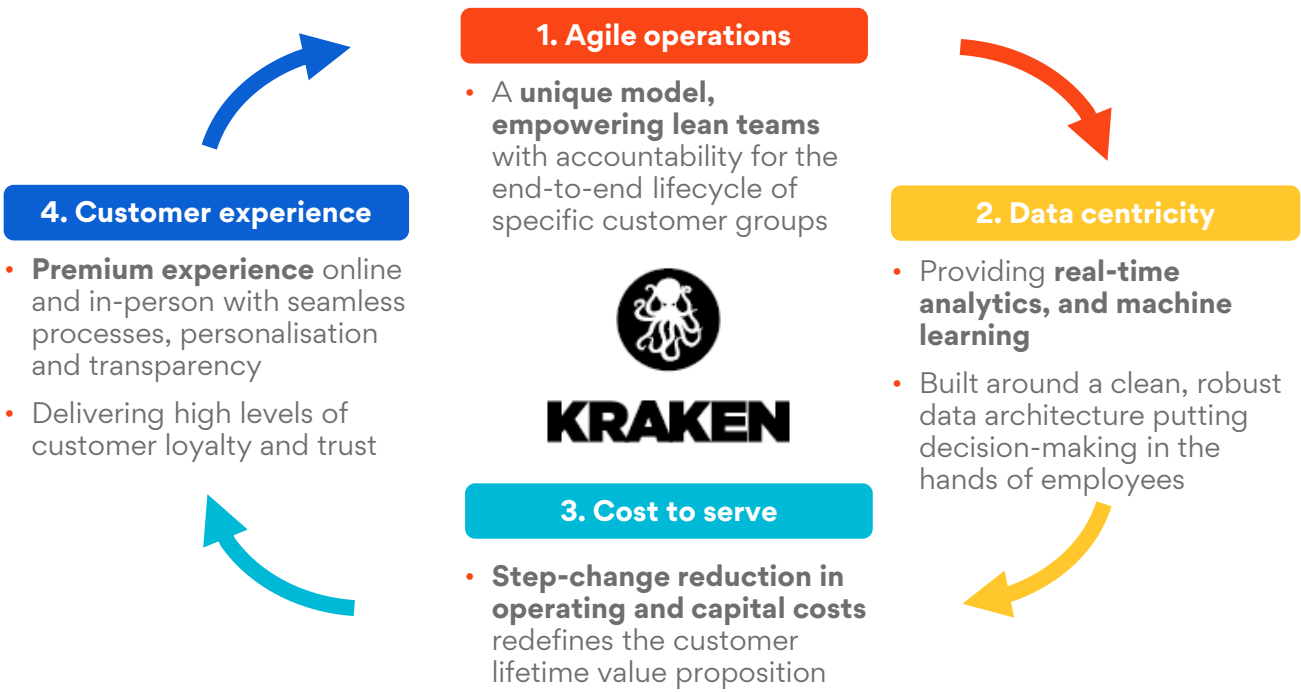 1. Agile operations
• A unique model,
empowering lean teams
with accountability for the
end-to-end lifecycle of
specific customer groups
2. Data centricity
• Providing real-time
analytics, and machine
learning
• Built around a clean, robust
data architecture putting
decision-making in the
hands of employees
3. Cost to serve
• Step-change reduction in
operating and capital costs
redefines the customer
lifetime value proposition
4. Customer experience
• Premium experience online
and in-person with seamless
processes, personalisation
and transparency
• Delivering high levels of
customer loyalty and trust
KRAKEN